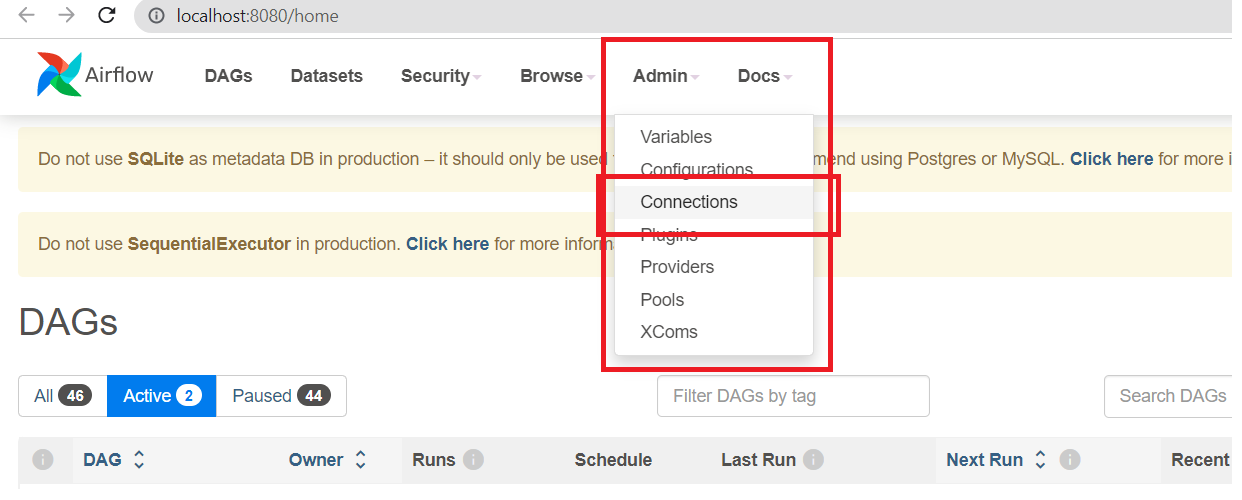 localhost:8080/home
Airflow DAGs Datasets Security Browse Admin Docs
Variables
Do not use SQLite as metadata DB in production – it should only be used mend using Postgres or MySQL. Click here for more i
Configurations
Connections
Plugins
Do not use SequentialExecutor in production. Click here for more inform
Providers
Pools
XComs
DAGs
All 46 Active 2 Paused 44 Filter DAGs by tag Search DAGs
i DAG Owner Runs i Schedule Last Run i Next Run i Recent